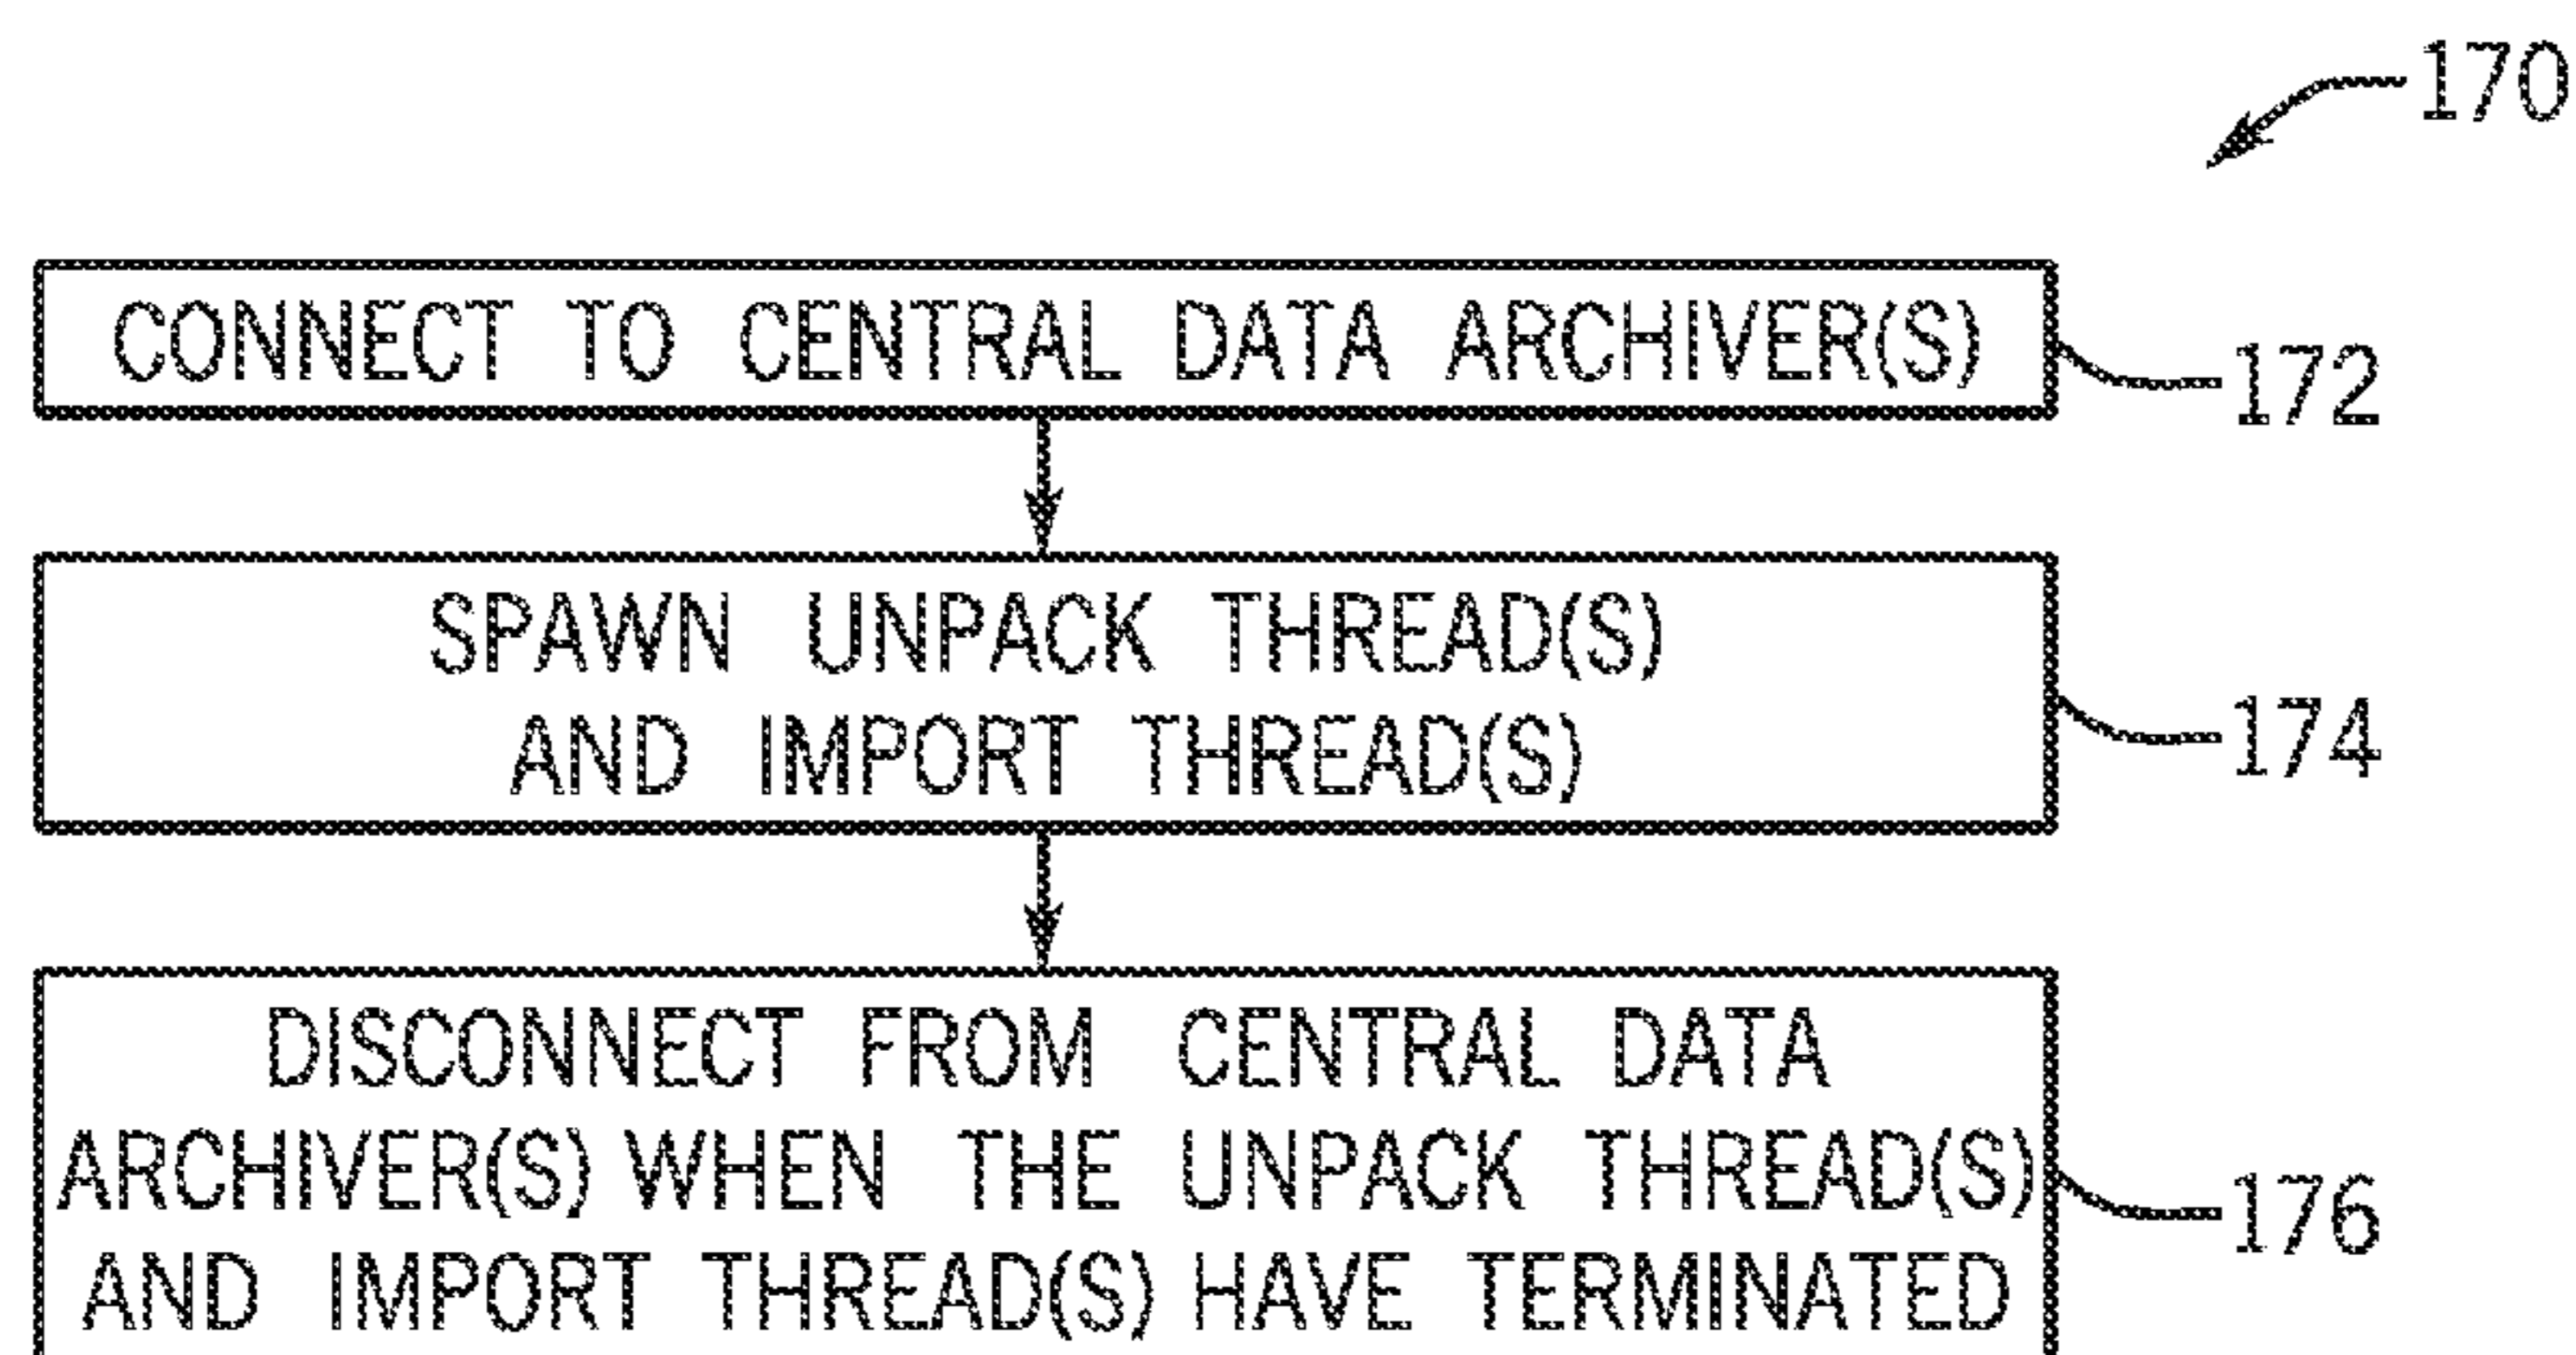 170
CONNECT TO CENTRAL DATA ARCHIVER(S)
172
SPAWN UNPACK THREAD(S)
AND IMPORT THREAD(S)
174
DISCONNECT FROM CENTRAL DATA
ARCHIVER(S) WHEN THE UNPACK THREAD(S)
AND IMPORT THREAD(S) HAVE TERMINATED
176